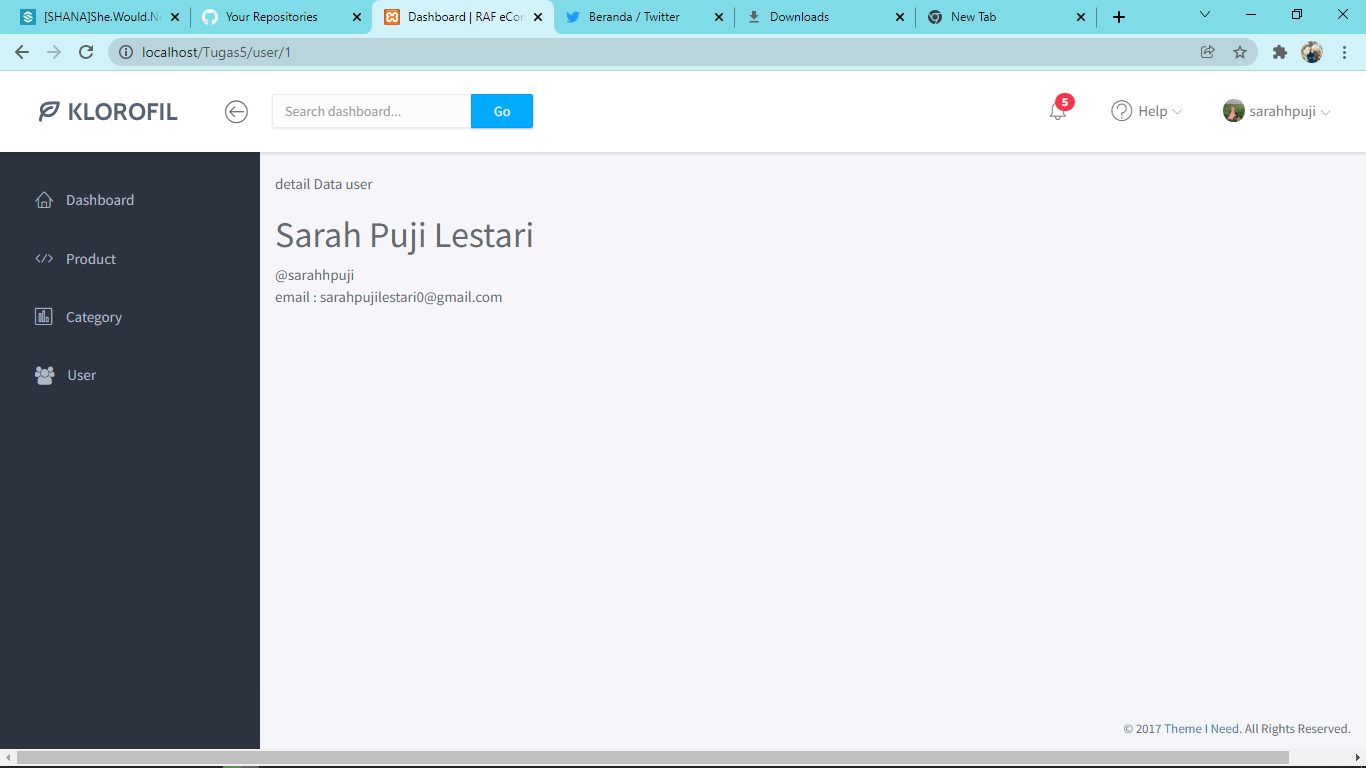 [SHANA]She.Would.Ne
Your Repositories
Dashboard | RAF eCor
Beranda / Twitter
Downloads
New Tab
localhost/Tugas5/user/1
KLOROFIL
Search dashboard...
Go
5
Help
sarahhpuji
Dashboard
Product
Category
User
detail Data user
Sarah Puji Lestari
@sarahhpuji
email : sarahpujilestari0@gmail.com
© 2017 Theme I Need. All Rights Reserved.